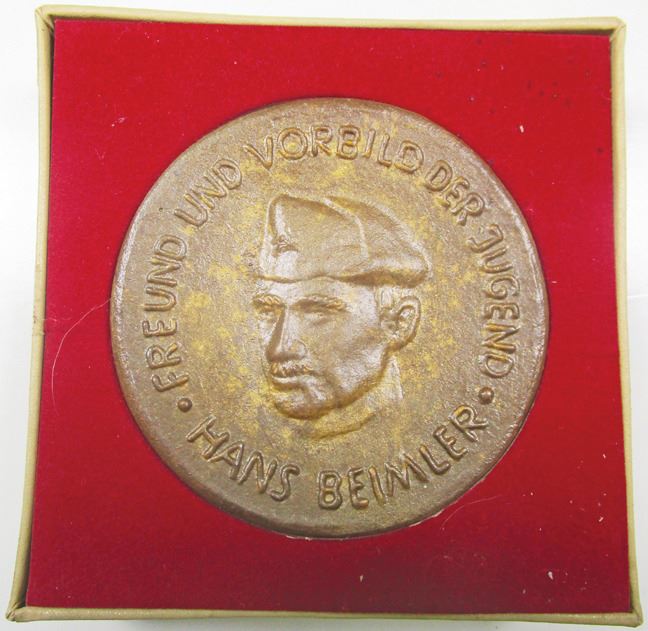 FREUND UND VORBILD DER JUGEND
• HANS BEIMLER •